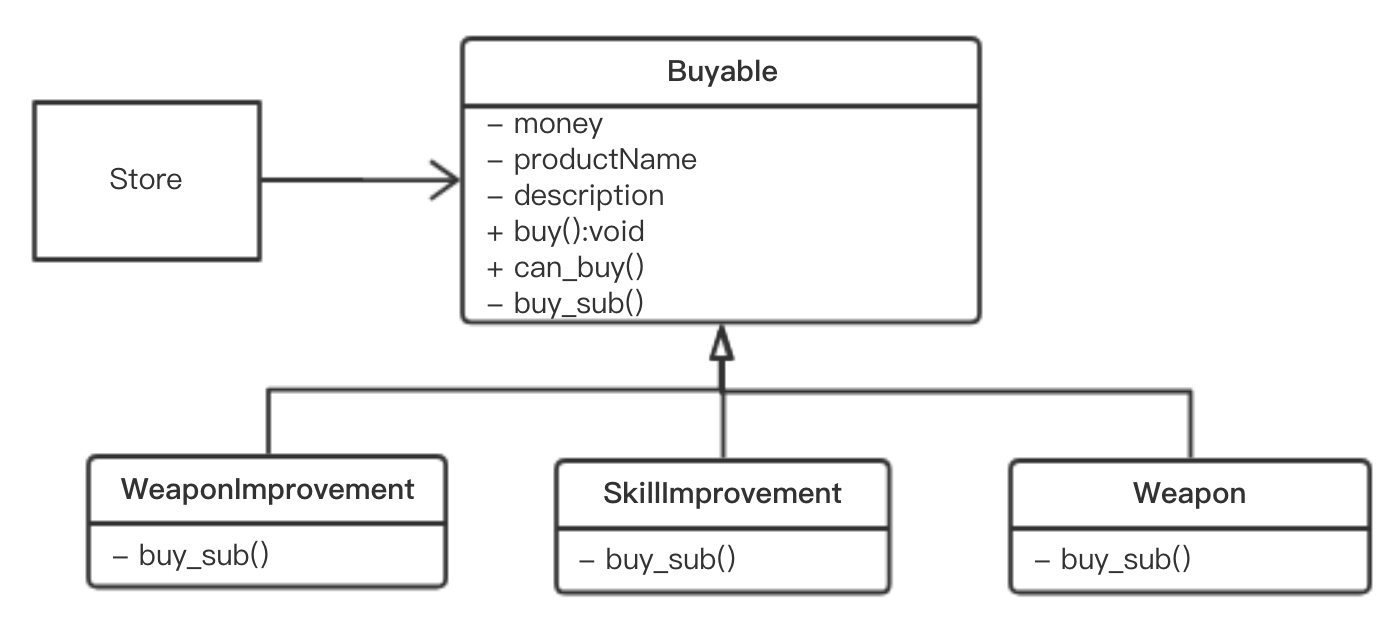 Buyable
- money
- productName
- description
+ buy():void
+ can_buy()
- buy_sub()
Store
WeaponImprovement
- buy_sub()
SkillImprovement
- buy_sub()
Weapon
- buy_sub()